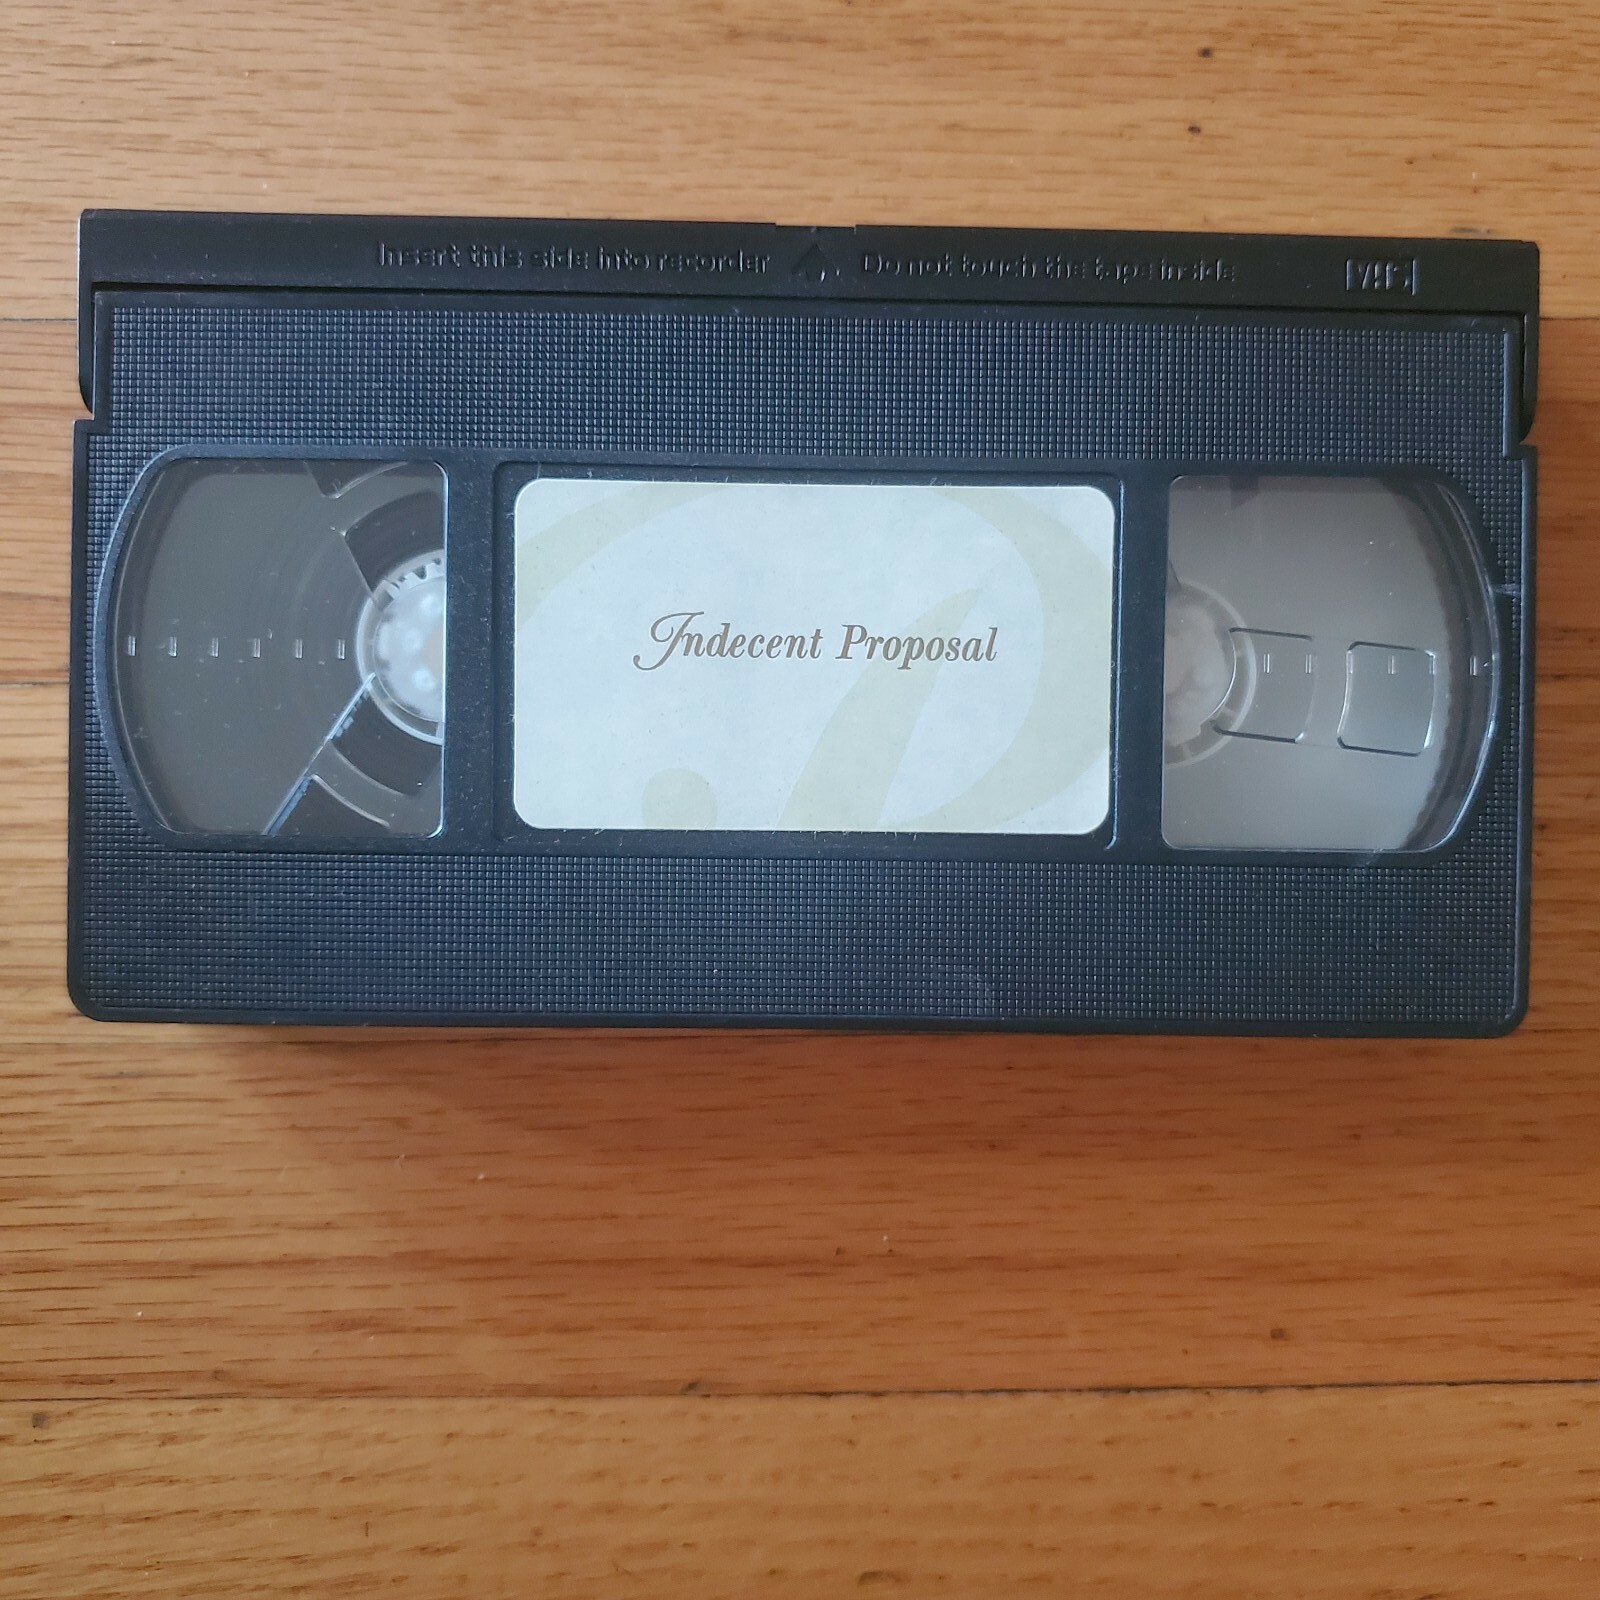 Insert this side into recorder Do not touch the tape inside VHS
Indecent Proposal